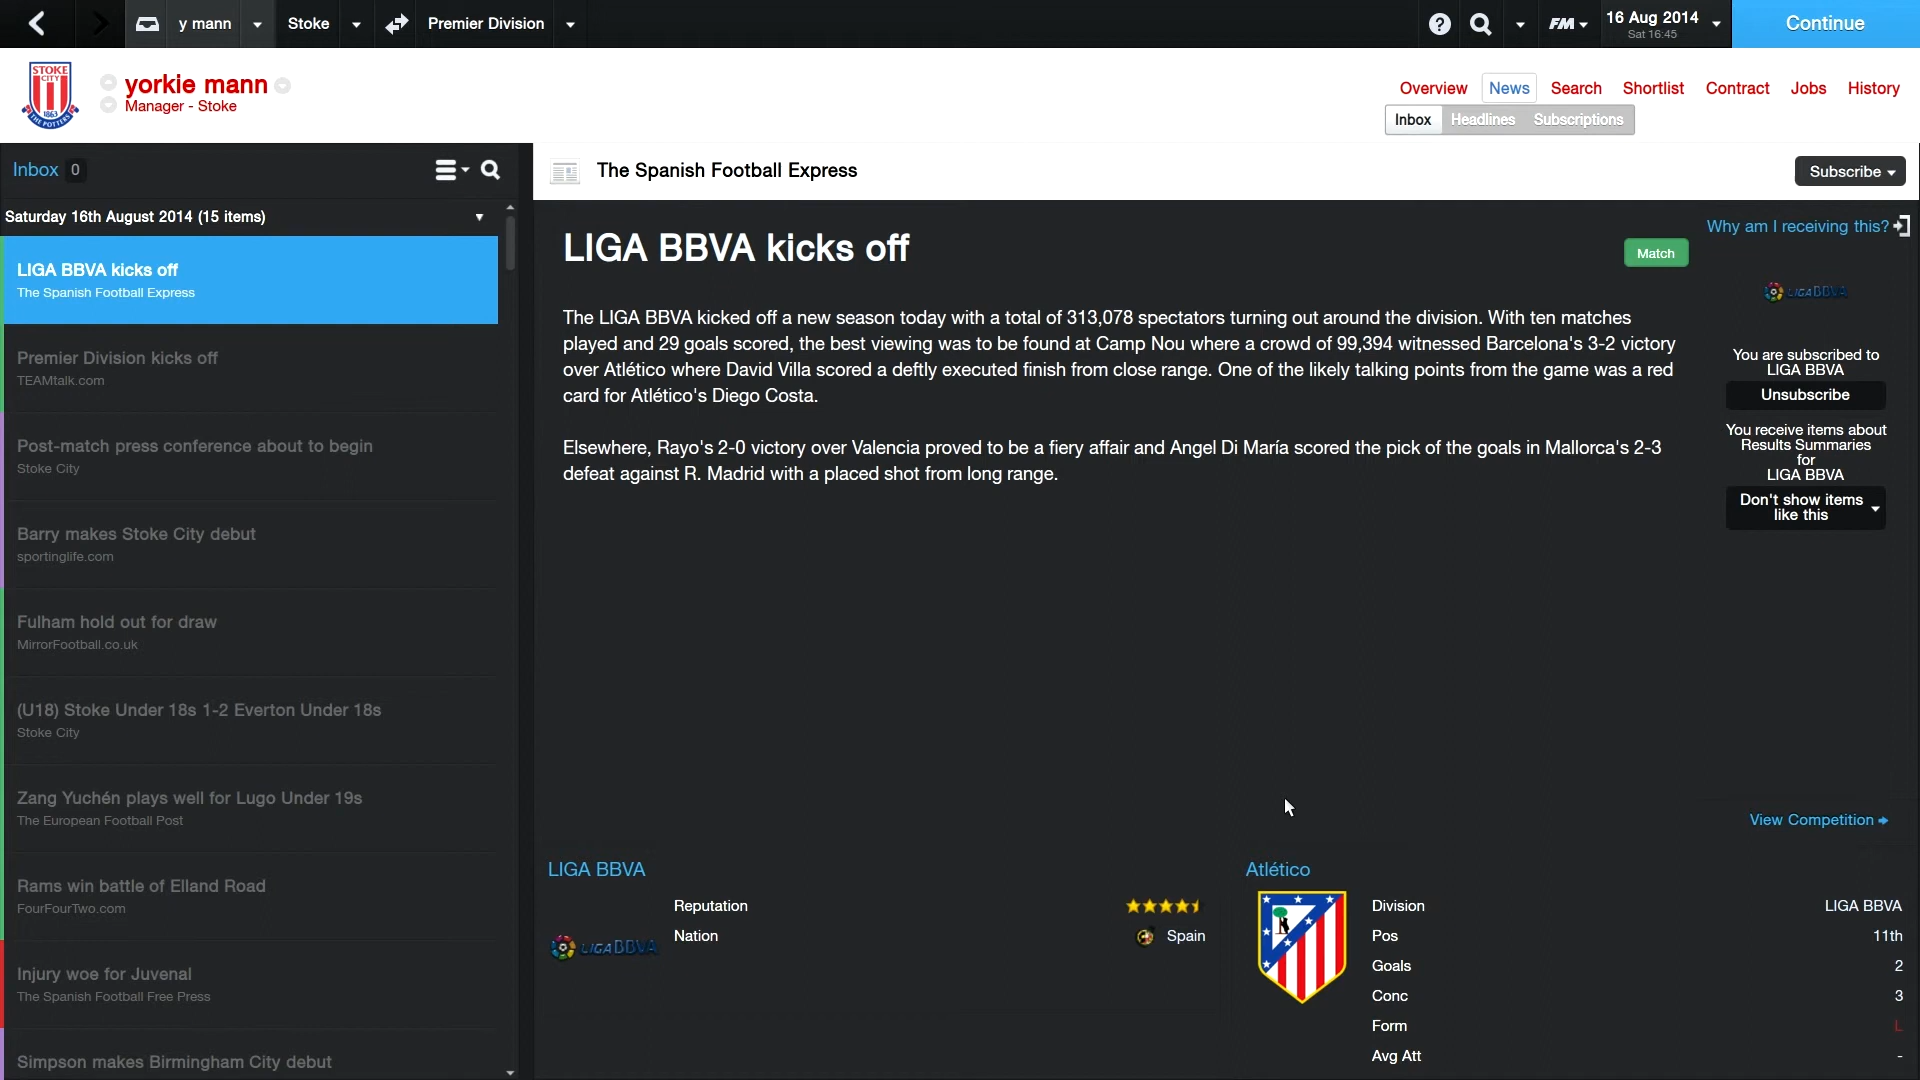 y mann
Stoke
Premier Division
FM
16 Aug 2014
Sat 16:45
Continue
STOKE
CITY
1863
THE POTTERS
yorkie mann
Manager - Stoke
Overview
News
Search
Shortlist
Contract
Jobs
History
Inbox
Headlines
Subscriptions
Inbox 0
The Spanish Football Express
Subscribe
Saturday 16th August 2014 (15 items)
LIGA BBVA kicks off
The Spanish Football Express
Premier Division kicks off
TEAMtalk.com
Post-match press conference about to begin
Stoke City
Barry makes Stoke City debut
sportinglife.com
Fulham hold out for draw
MirrorFootball.co.uk
(U18) Stoke Under 18s 1-2 Everton Under 18s
Stoke City
Zang Yuchén plays well for Lugo Under 19s
The European Football Post
Rams win battle of Elland Road
FourFourTwo.com
Injury woe for Juvenal
The Spanish Football Free Press
Simpson makes Birmingham City debut
LIGA BBVA kicks off
Match
The LIGA BBVA kicked off a new season today with a total of 313,078 spectators turning out around the division. With ten matches
played and 29 goals scored, the best viewing was to be found at Camp Nou where a crowd of 99,394 witnessed Barcelona's 3-2 victory
over Atlético where David Villa scored a deftly executed finish from close range. One of the likely talking points from the game was a red
card for Atlético's Diego Costa.
Elsewhere, Rayo's 2-0 victory over Valencia proved to be a fiery affair and Angel Di María scored the pick of the goals in Mallorca's 2-3
defeat against R. Madrid with a placed shot from long range.
Why am I receiving this?
LIGA BBVA
You are subscribed to
LIGA BBVA
Unsubscribe
You receive items about
Results Summaries
for
LIGA BBVA
Don't show items
like this
View Competition
LIGA BBVA
LIGA BBVA
Reputation
Nation
Spain
Atlético
Division LIGA BBVA
Pos 11th
Goals 2
Conc 3
Form L
Avg Att -